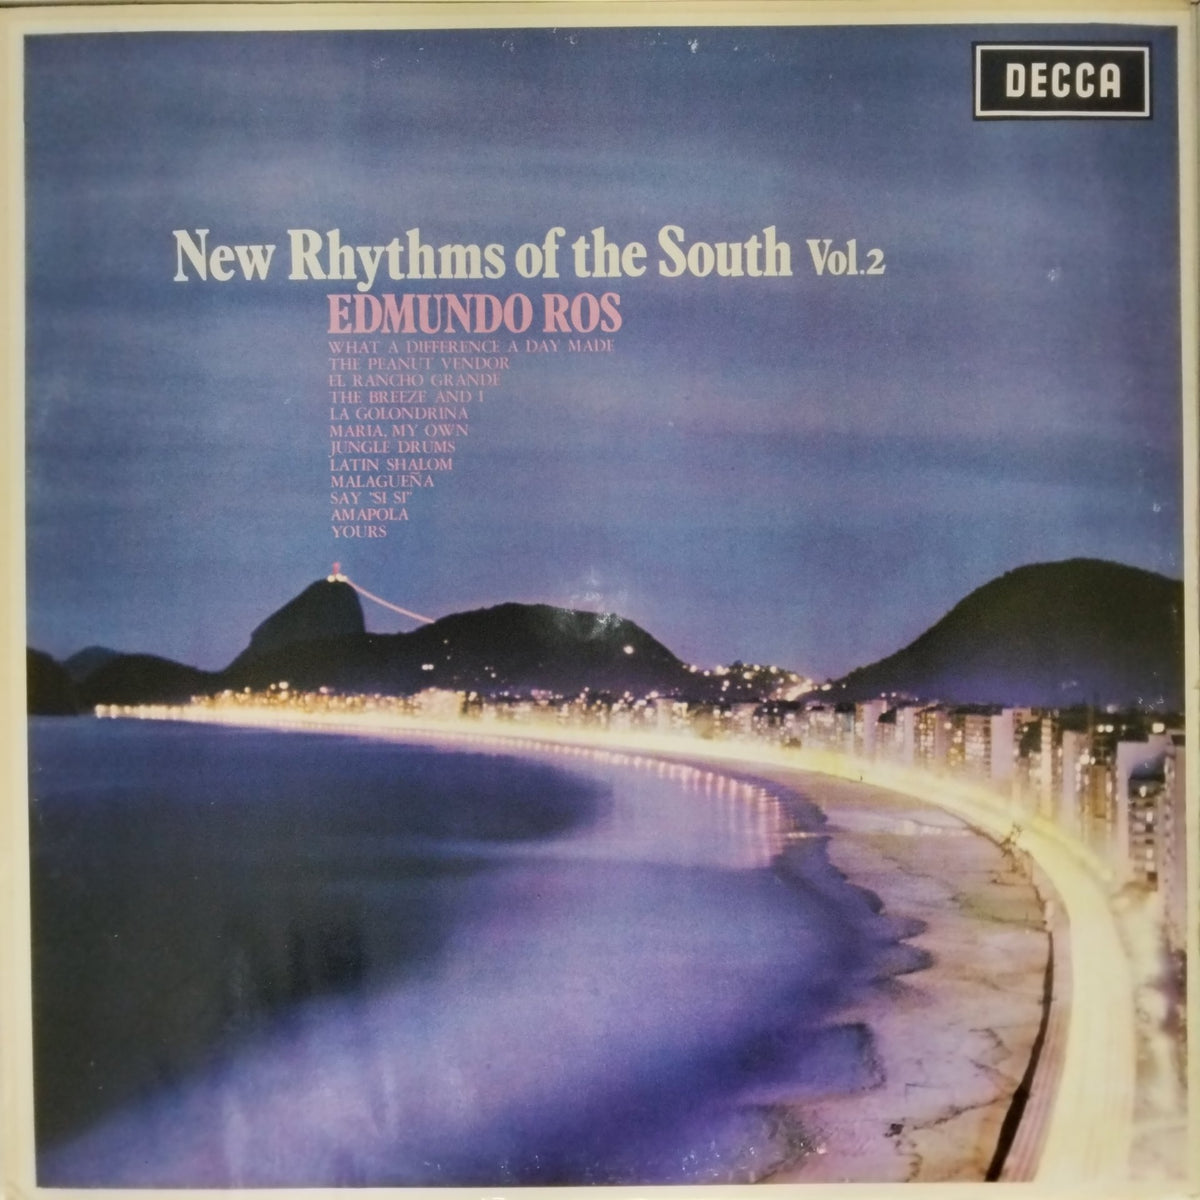 DECCA
New Rhythms of the South Vol.2
EDMUNDO ROS
WHAT A DIFFERENCE A DAY MADE
THE PEANUT VENDOR
EL RANCHO GRANDE
THE BREEZE AND I
LA GOLONDRINA
MARIA, MY OWN
JUNGLE DRUMS
LATIN SHALOM
MALAGUEÑA
SAY "SI SI"
AMAPOLA
YOURS